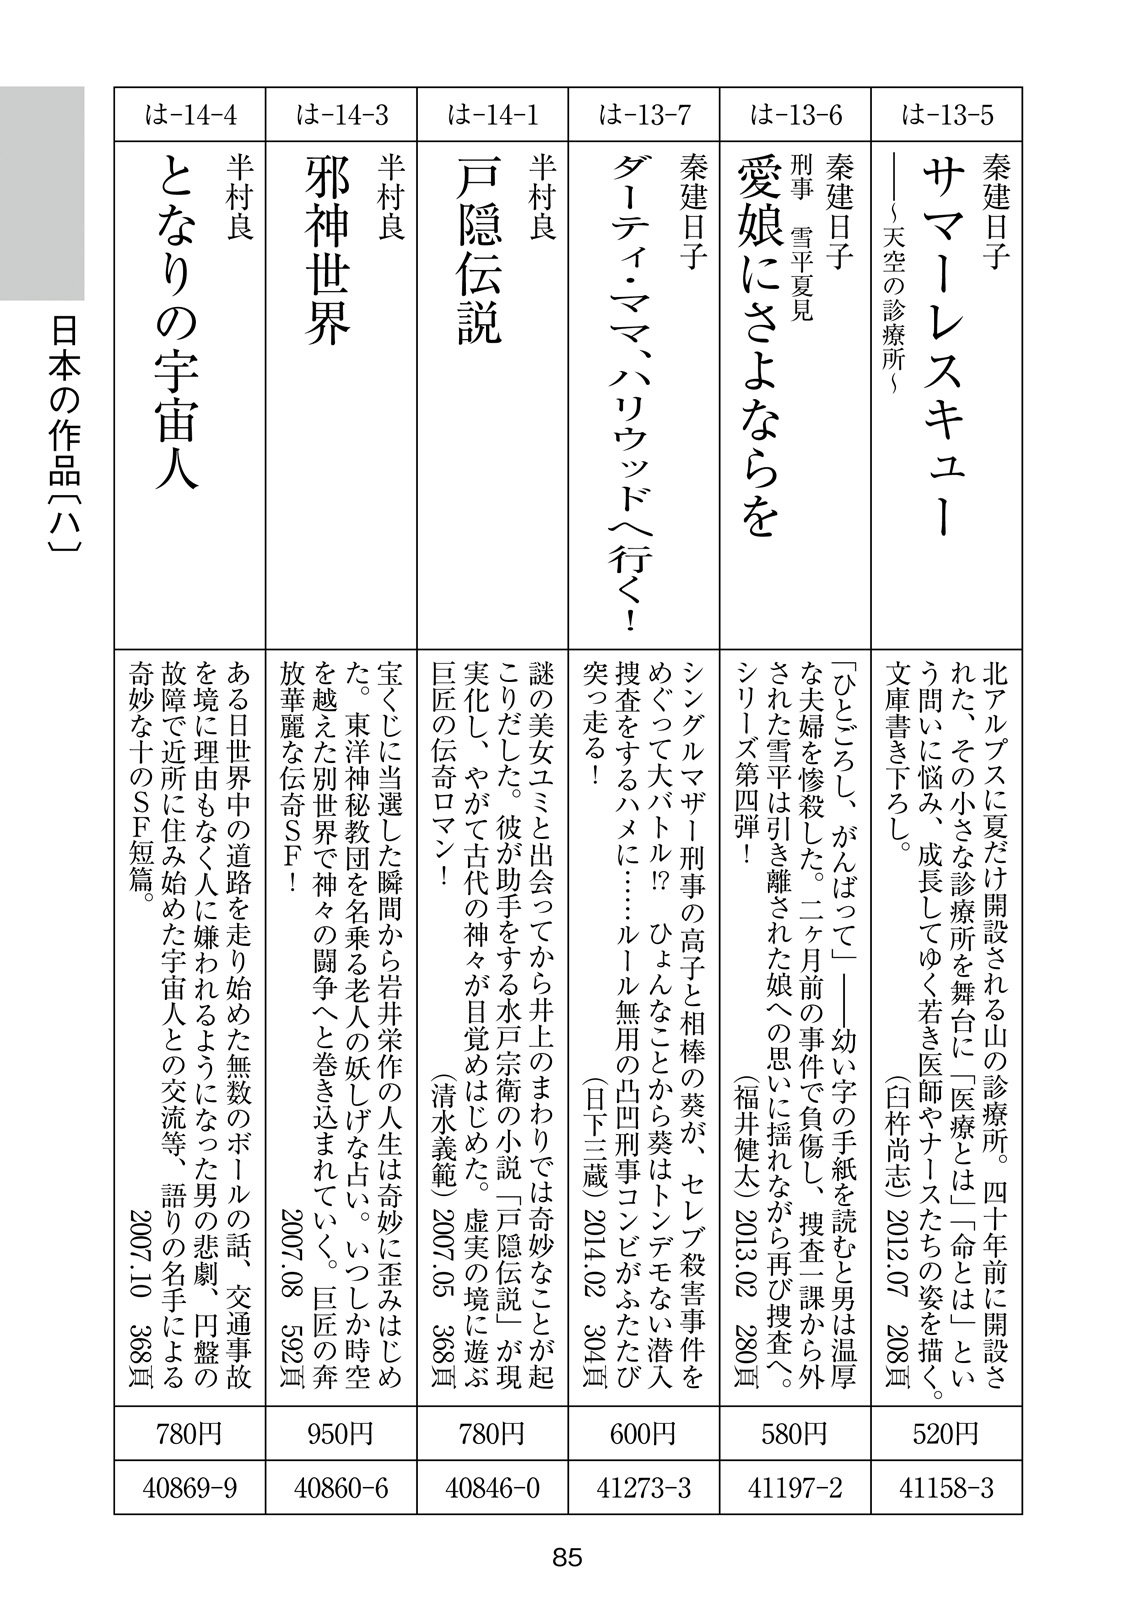 日本の作品〔ハ〕
は-13-5
秦建日子
サマーレスキュー
――～天空の診療所～
北アルプスに夏だけ開設される山の診療所。四十年前に開設さ
れた、その小さな診療所を舞台に「医療とは」「命とは」とい
う問いに悩み、成長してゆく若き医師やナースたちの姿を描く。
文庫書き下ろし。　（臼杵尚志）2012.07　208頁
520円
41158-3
は-13-6
秦建日子
刑事　雪平夏見
愛娘にさよならを
「ひとごろし、がんばって」――幼い字の手紙を読むと男は温厚
な夫婦を惨殺した。二ヶ月前の事件で負傷し、捜査一課から外
された雪平は引き離された娘への思いに揺れながら再び捜査へ。
シリーズ第四弾！　（福井健太）2013.02　280頁
580円
41197-2
は-13-7
秦建日子
ダーティ・ママ、ハリウッドへ行く！
シングルマザー刑事の高子と相棒の葵が、セレブ殺害事件を
めぐって大バトル!?　ひょんなことから葵はトンデモない潜入
捜査をするハメに……ルール無用の凸凹刑事コンビがふたたび
突っ走る！　（日下三蔵）2014.02　304頁
600円
41273-3
は-14-1
半村良
戸隠伝説
謎の美女ユミと出会ってから井上のまわりでは奇妙なことが起
こりだした。彼が助手をする水戸宗衛の小説「戸隠伝説」が現
実化し、やがて古代の神々が目覚めはじめた。虚実の境に遊ぶ
巨匠の伝奇ロマン！　（清水義範）2007.05　368頁
780円
40846-0
は-14-3
半村良
邪神世界
宝くじに当選した瞬間から岩井栄作の人生は奇妙に歪みはじめ
た。東洋神秘教団を名乗る老人の妖しげな占い。いつしか時空
を越えた別世界で神々の闘争へと巻き込まれていく。巨匠の奔
放華麗な伝奇SF！　2007.08　592頁
950円
40860-6
は-14-4
半村良
となりの宇宙人
ある日世界中の道路を走り始めた無数のボールの話、交通事故
を境に理由もなく人に嫌われるようになった男の悲劇、円盤の
故障で近所に住み始めた宇宙人との交流等、語りの名手による
奇妙な十のSF短篇。　2007.10　368頁
780円
40869-9
85